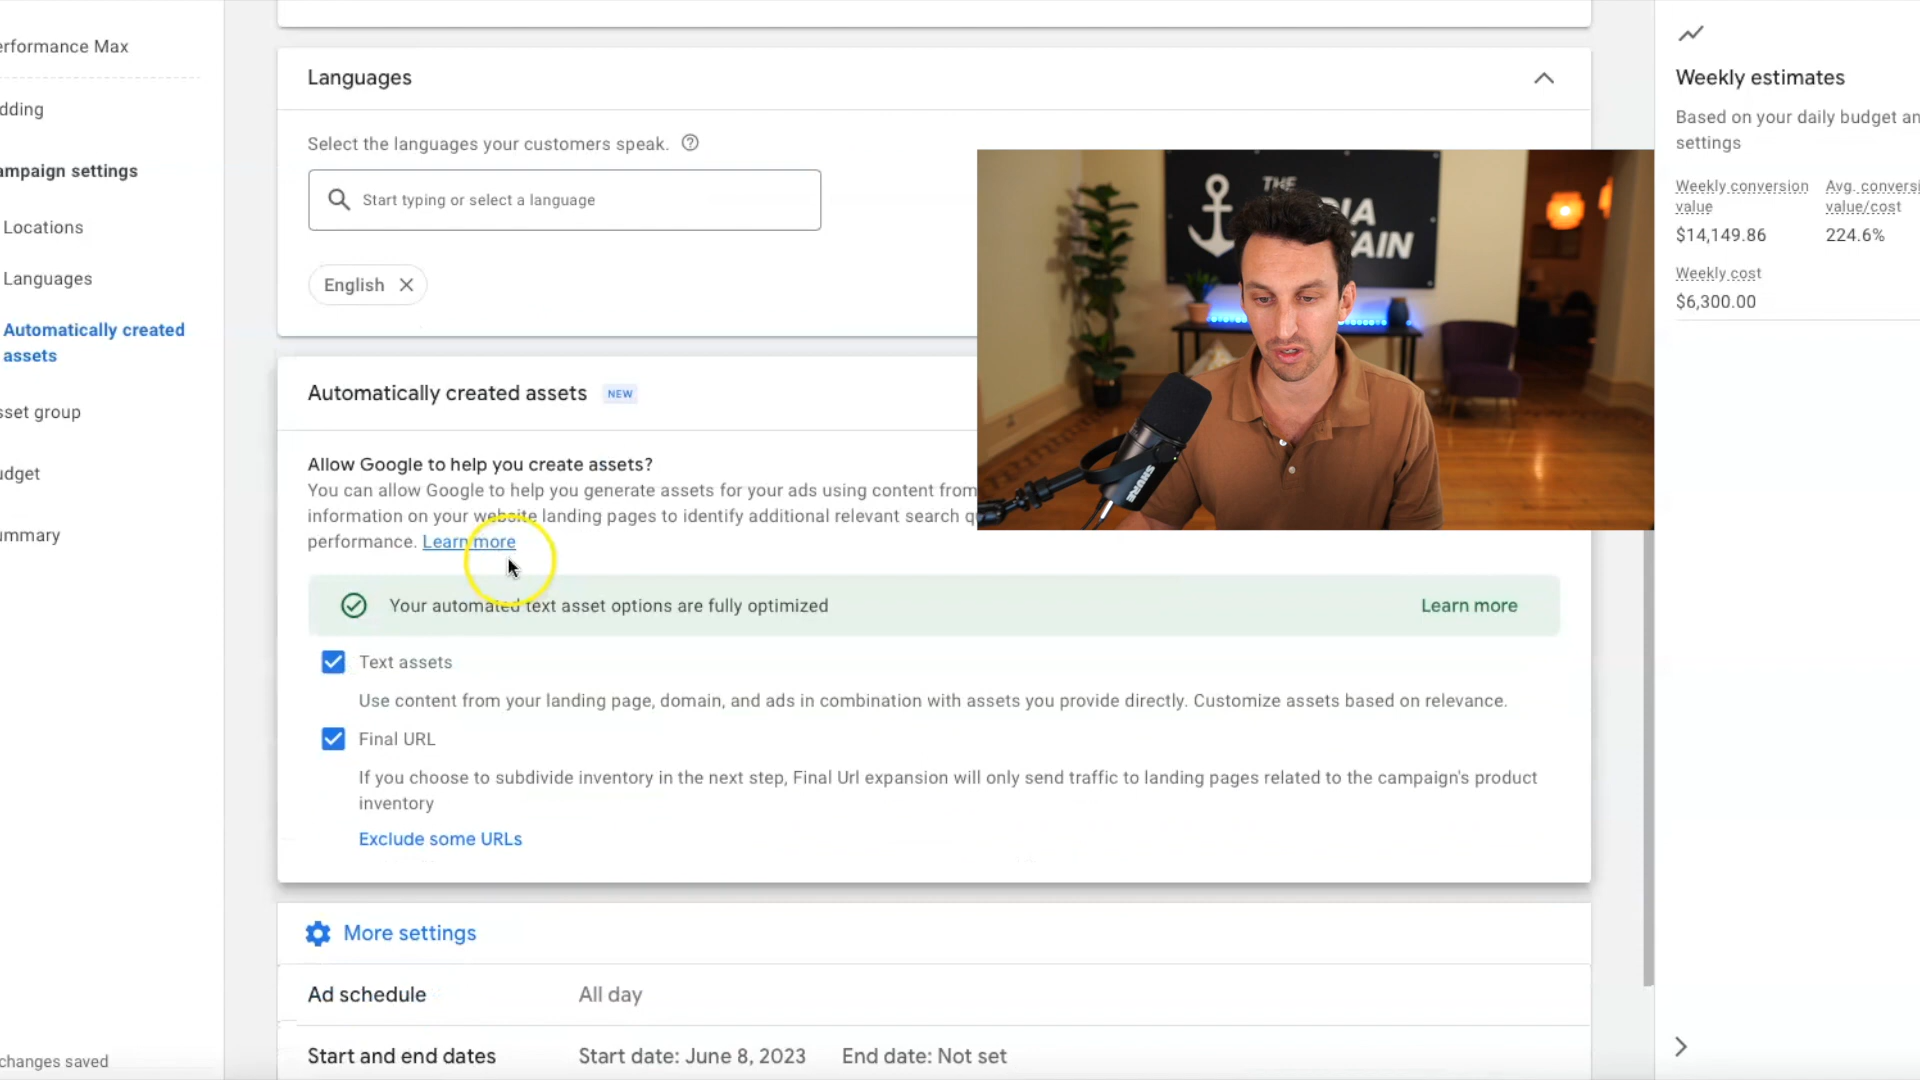 erformance Max
dding
ampaign settings
Locations
Languages
Automatically created
assets
sset group
udget
ummary
changes saved
Languages
Select the languages your customers speak.
Start typing or select a language
English
Automatically created assets NEW
Allow Google to help you create assets?
You can allow Google to help you generate assets for your ads using content from
information on your website landing pages to identify additional relevant search q
performance. Learn more
Your automated text asset options are fully optimized Learn more
Text assets
Use content from your landing page, domain, and ads in combination with assets you provide directly. Customize assets based on relevance.
Final URL
If you choose to subdivide inventory in the next step, Final Url expansion will only send traffic to landing pages related to the campaign's product
inventory
Exclude some URLs
More settings
Ad schedule All day
Start and end dates Start date: June 8, 2023 End date: Not set
THE
IA
TAIN
SHURE
Weekly estimates
Based on your daily budget an
settings
Weekly conversion Avg. conversi
value value/cost
$14,149.86 224.6%
Weekly cost
$6,300.00